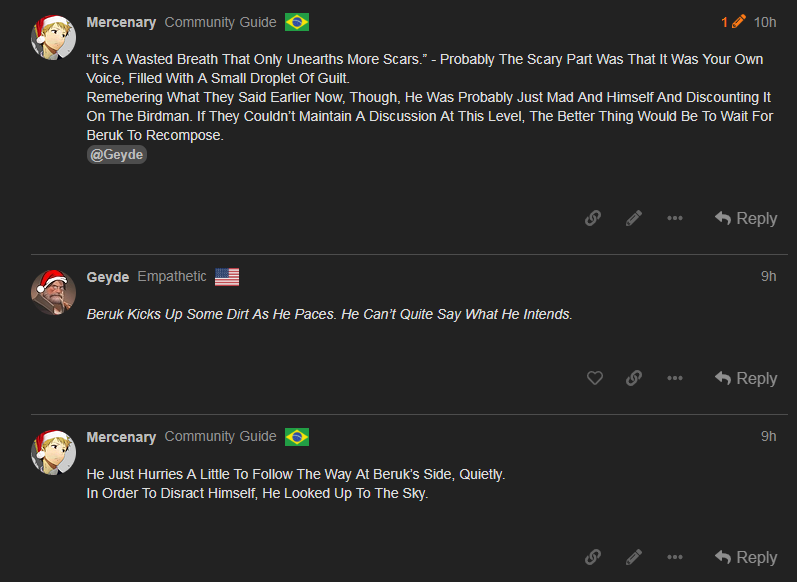 Mercenary Community Guide 1 10h
“It’s A Wasted Breath That Only Unearths More Scars.” - Probably The Scary Part Was That It Was Your Own
Voice, Filled With A Small Droplet Of Guilt.
Remebering What They Said Earlier Now, Though, He Was Probably Just Mad And Himself And Discounting It
On The Birdman. If They Couldn’t Maintain A Discussion At This Level, The Better Thing Would Be To Wait For
Beruk To Recompose.
@Geyde
Reply
Geyde Empathetic 9h
Beruk Kicks Up Some Dirt As He Paces. He Can’t Quite Say What He Intends.
Reply
Mercenary Community Guide 9h
He Just Hurries A Little To Follow The Way At Beruk’s Side, Quietly.
In Order To Disract Himself, He Looked Up To The Sky.
Reply